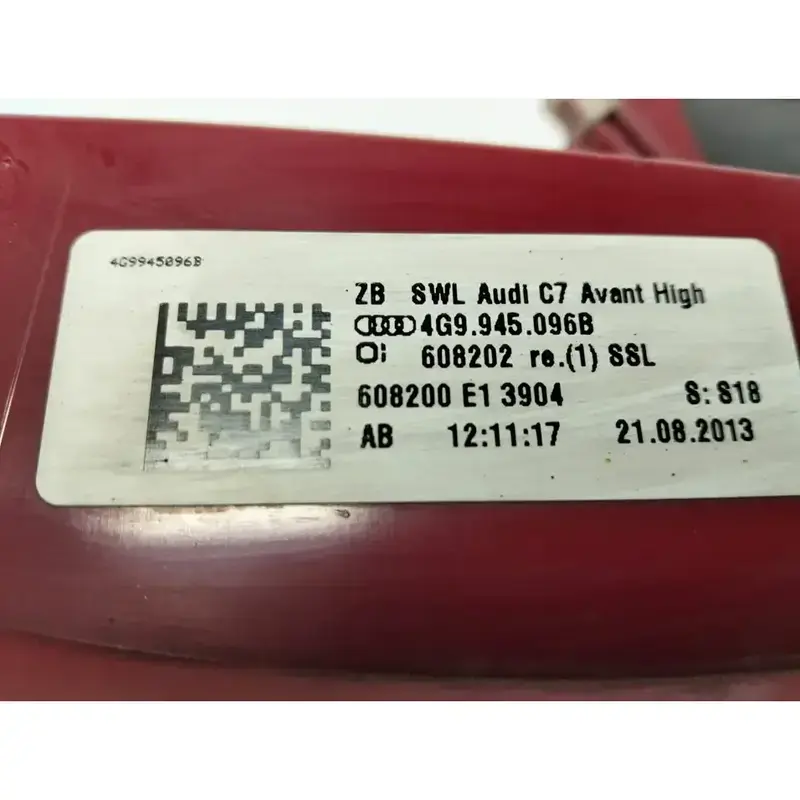 4G9945096B
ZB SWL Audi C7 Avant High
4G9.945.096B
608202 re.(1) SSL
608200 E1 3904 S: S18
AB 12:11:17 21.08.2013